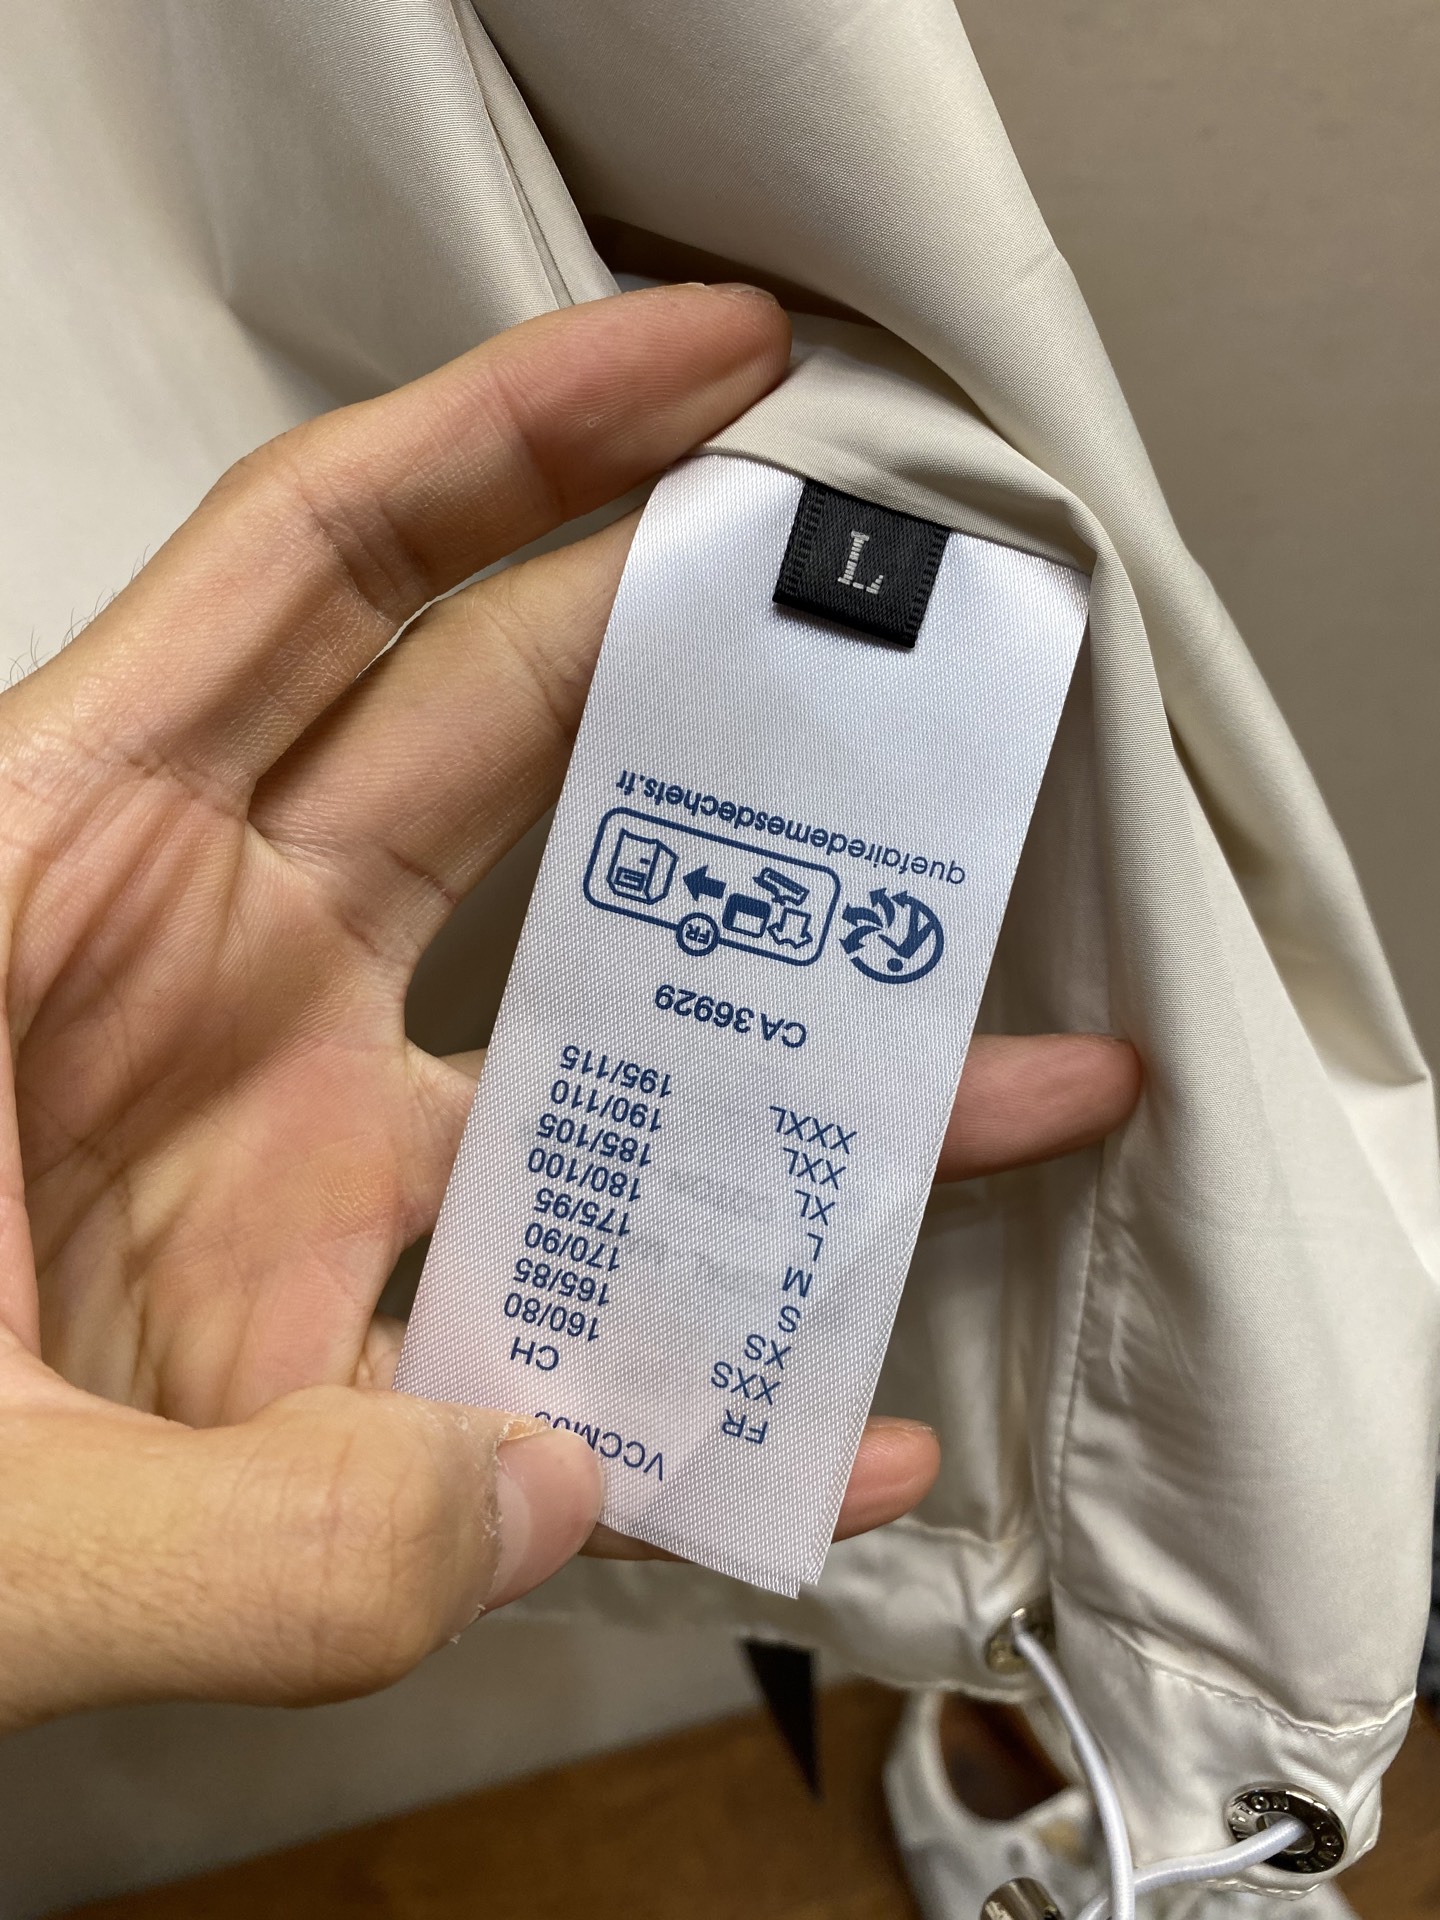 L
VCCM0
FR CH
XXS 160/80
XS 165/85
S 170/90
M 175/95
L 180/100
XL 185/105
XXL 190/110
XXXL 195/115
CA 36929
FR
quefairedemesdechets.fr